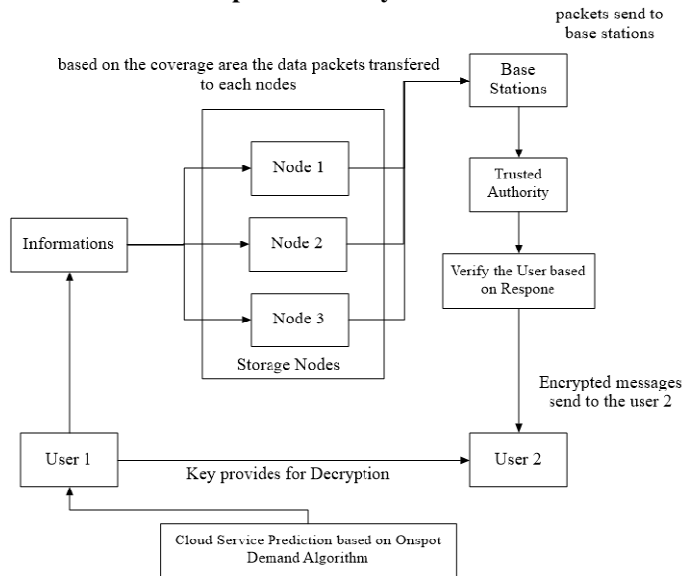 packets send to
base stations
based on the coverage area the data packets transfered
to each nodes
Base
Stations
Node 1
Trusted
Authority
Informations
Node 2
Verify the User based
on Respone
Node 3
Storage Nodes
Encrypted messages
send to the user 2
User 1
User 2
Key provides for Decryption
Cloud Service Prediction based on Onspot
Demand Algorithm